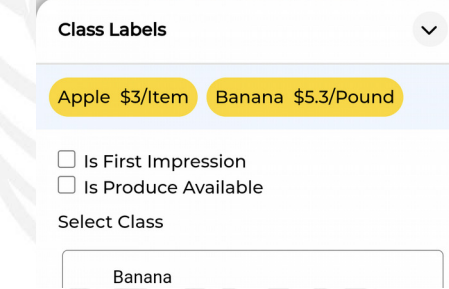 Class Labels
Apple $3/Item Banana $5.3/Pound
Is First Impression
Is Produce Available
Select Class
Banana